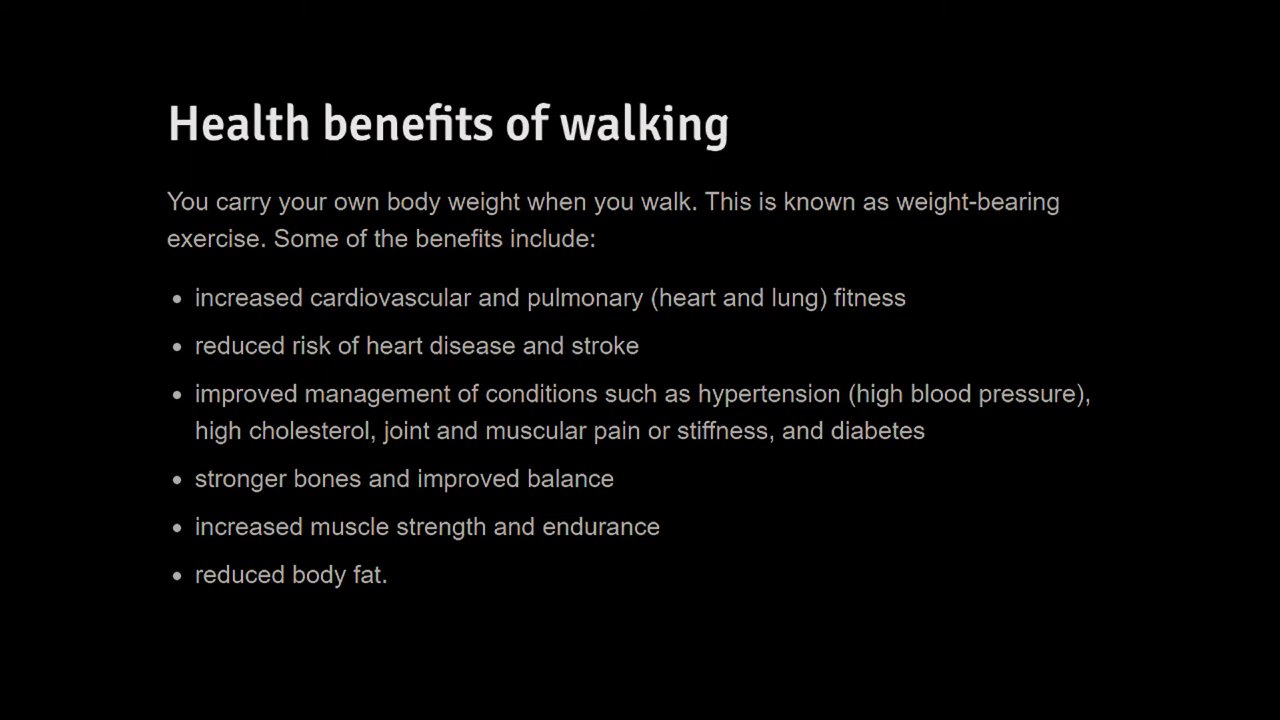 Health benefits of walking
You carry your own body weight when you walk. This is known as weight-bearing
exercise. Some of the benefits include:
• increased cardiovascular and pulmonary (heart and lung) fitness
• reduced risk of heart disease and stroke
• improved management of conditions such as hypertension (high blood pressure),
high cholesterol, joint and muscular pain or stiffness, and diabetes
• stronger bones and improved balance
• increased muscle strength and endurance
• reduced body fat.